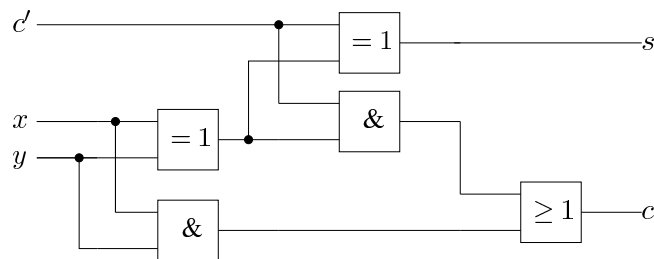 c′
= 1
s
x
= 1
&
y
&
≥ 1
c